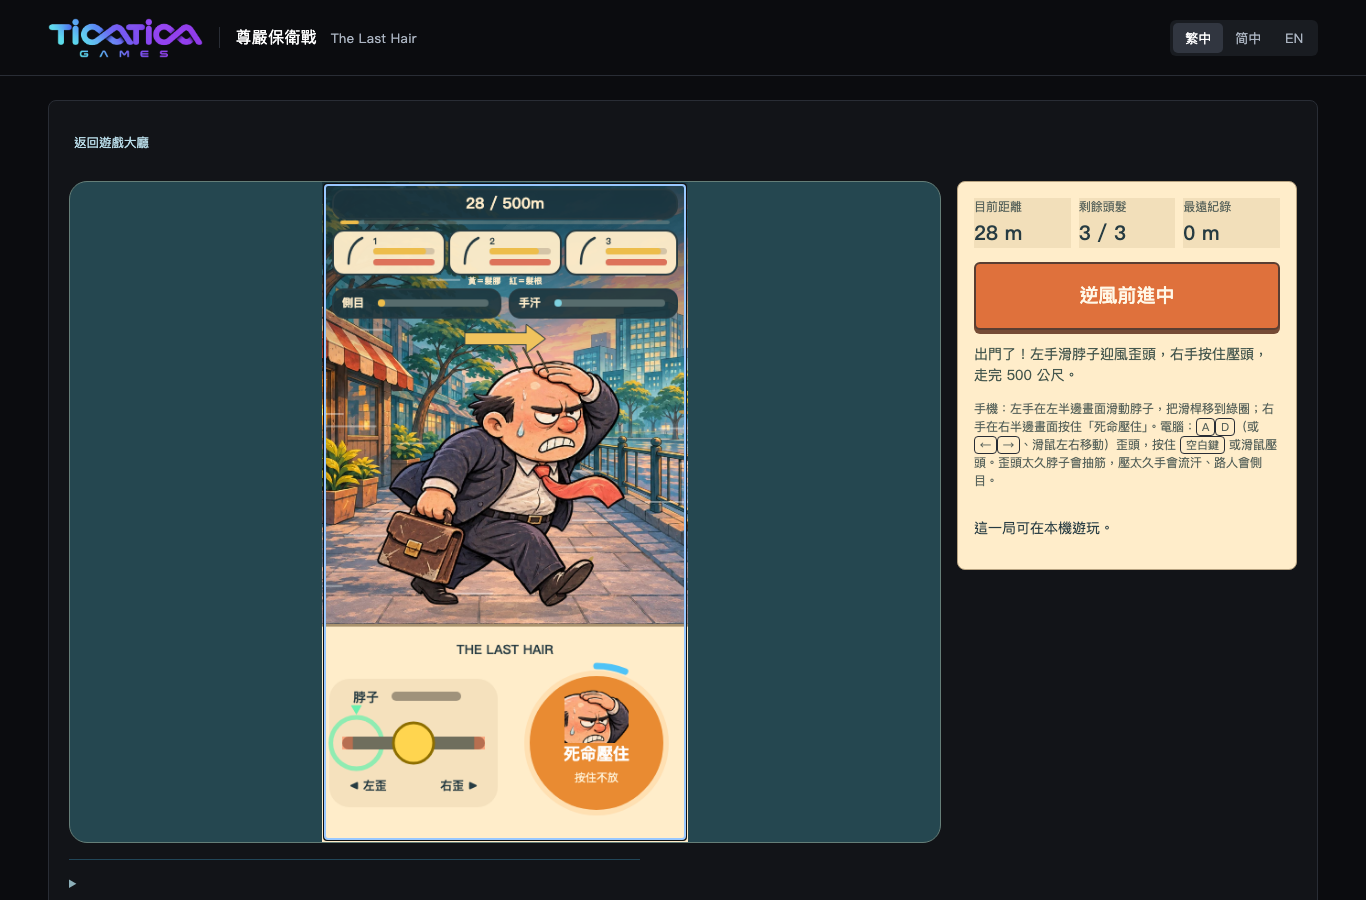 TICATICA
GAMES
尊嚴保衛戰
The Last Hair
繁中
简中
EN
返回遊戲大廳
28 / 500m
1
2
3
黃=髮膠 紅=髮根
側目
手汗
THE LAST HAIR
脖子
◀ 左歪
右歪 ▶
死命壓住
按住不放
目前距離
28 m
剩餘頭髮
3 / 3
最遠紀錄
0 m
逆風前進中
出門了！左手滑脖子迎風歪頭，右手按住壓頭，
走完 500 公尺。
手機：左手在左半邊畫面滑動脖子，把滑桿移到綠圈；右
手在右半邊畫面按住「死命壓住」。電腦：A D（或
← →、滑鼠左右移動）歪頭，按住 空白鍵 或滑鼠壓
頭。歪頭太久脖子會抽筋，壓太久手會流汗、路人會側
目。
這一局可在本機遊玩。